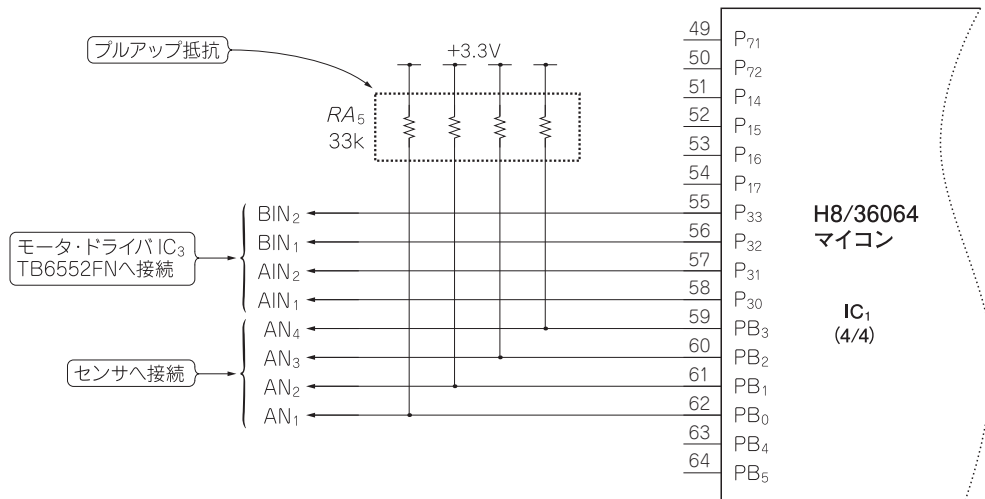 プルアップ抵抗
+3.3V
RA5
33k
49 P71
50 P72
51 P14
52 P15
53 P16
54 P17
BIN2 55 P33
BIN1 56 P32
AIN2 57 P31
AIN1 58 P30
AN4 59 PB3
AN3 60 PB2
AN2 61 PB1
AN1 62 PB0
63 PB4
64 PB5
モータ・ドライバIC3
TB6552FNへ接続
センサへ接続
H8/36064
マイコン
IC1
(4/4)